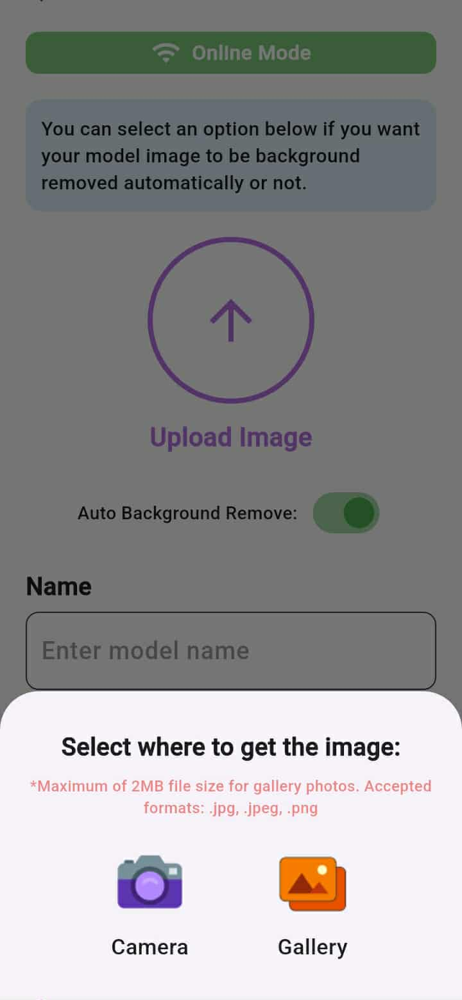 Online Mode
You can select an option below if you want
your model image to be background
removed automatically or not.
Upload Image
Auto Background Remove:
Name
Enter model name
Select where to get the image:
*Maximum of 2MB file size for gallery photos. Accepted
formats: .jpg, .jpeg, .png
Camera
Gallery